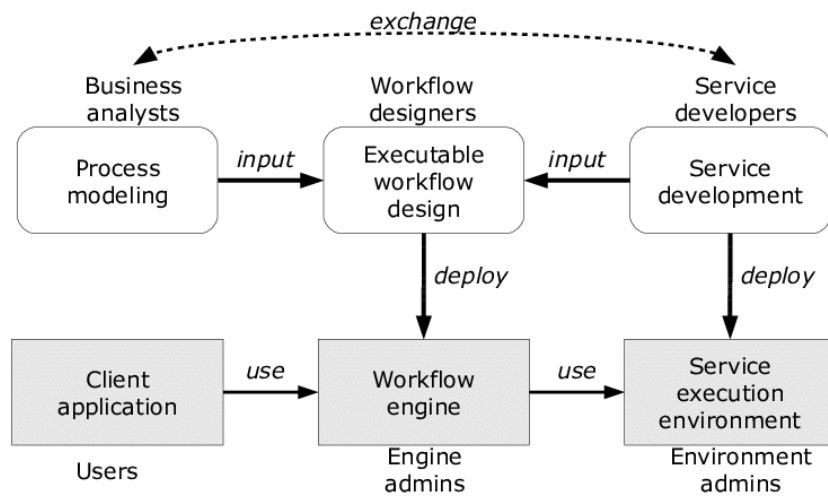 exchange
Business
analysts
Workflow
designers
Service
developers
Process
modeling
input
Executable
workflow
design
input
Service
development
deploy
deploy
Client
application
use
Workflow
engine
use
Service
execution
environment
Users
Engine
admins
Environment
admins